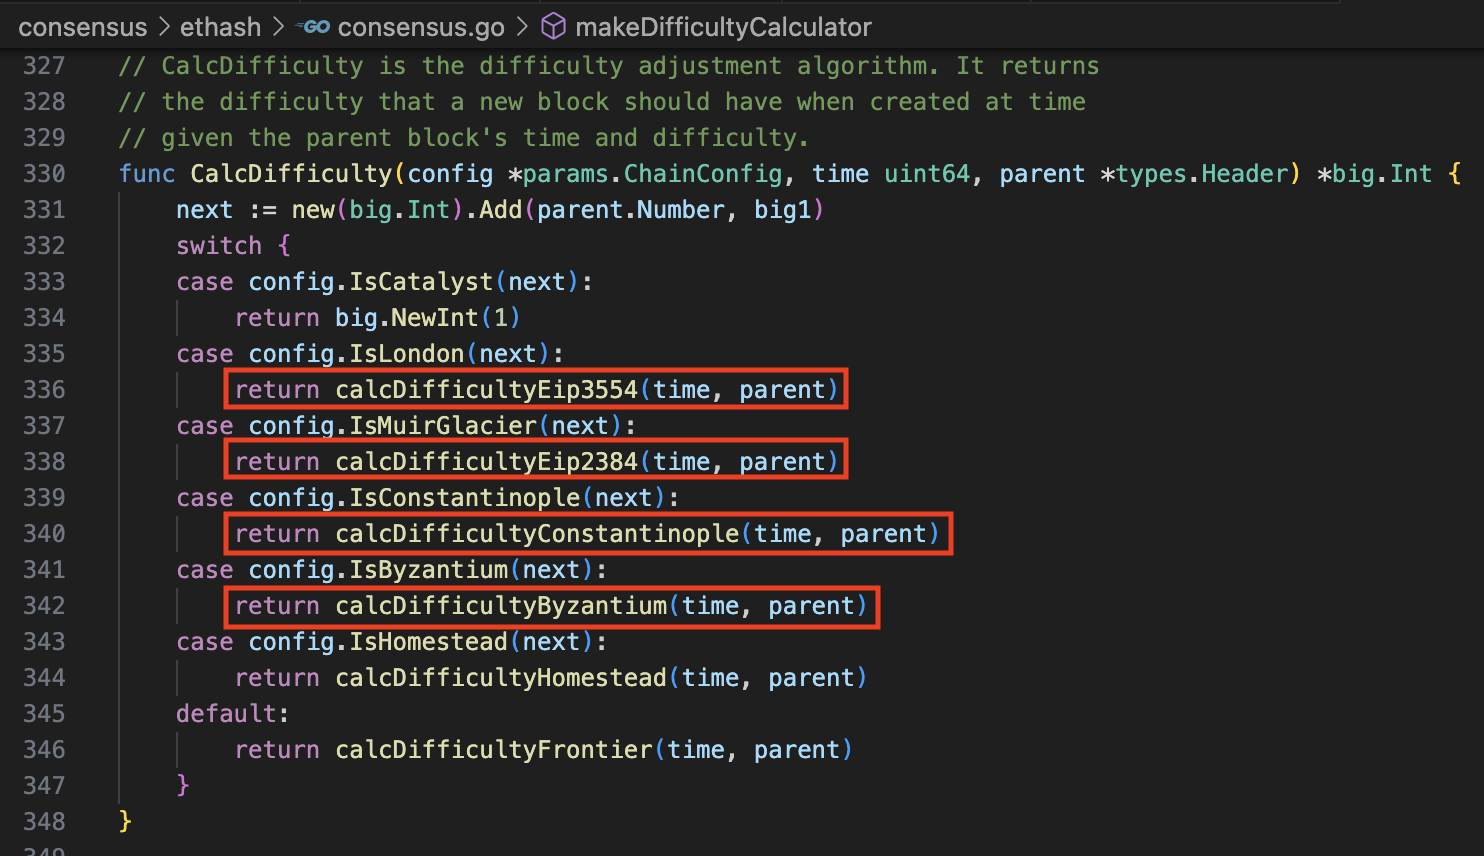 consensus > ethash > GO consensus.go > makeDifficultyCalculator
327 // CalcDifficulty is the difficulty adjustment algorithm. It returns
328 // the difficulty that a new block should have when created at time
329 // given the parent block's time and difficulty.
330 func CalcDifficulty(config *params.ChainConfig, time uint64, parent *types.Header) *big.Int {
331 next := new(big.Int).Add(parent.Number, big1)
332 switch {
333 case config.IsCatalyst(next):
334 return big.NewInt(1)
335 case config.IsLondon(next):
336 return calcDifficultyEip3554(time, parent)
337 case config.IsMuirGlacier(next):
338 return calcDifficultyEip2384(time, parent)
339 case config.IsConstantinople(next):
340 return calcDifficultyConstantinople(time, parent)
341 case config.IsByzantium(next):
342 return calcDifficultyByzantium(time, parent)
343 case config.IsHomestead(next):
344 return calcDifficultyHomestead(time, parent)
345 default:
346 return calcDifficultyFrontier(time, parent)
347 }
348 }
349